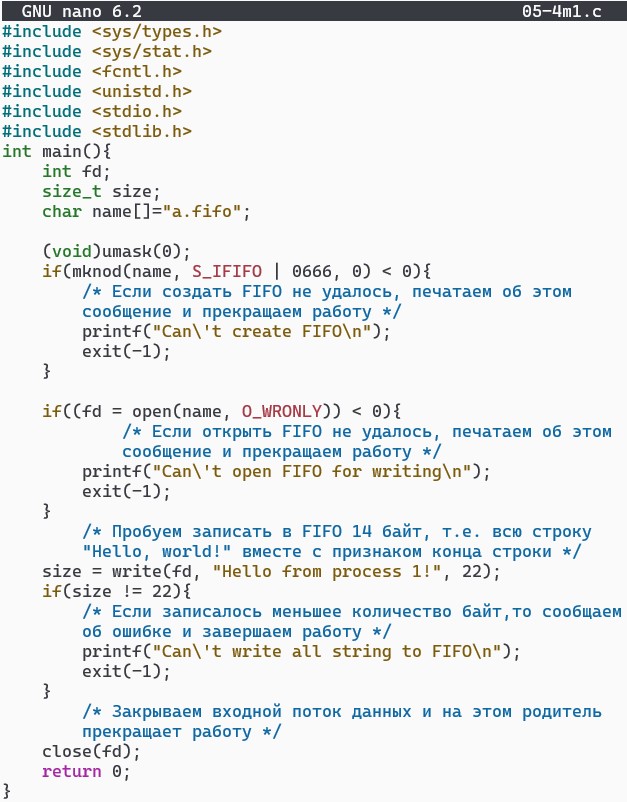 GNU nano 6.2 05-4m1.c
#include <sys/types.h>
#include <sys/stat.h>
#include <fcntl.h>
#include <unistd.h>
#include <stdio.h>
#include <stdlib.h>
int main(){
    int fd;
    size_t size;
    char name[]="a.fifo";

    (void)umask(0);
    if(mknod(name, S_IFIFO | 0666, 0) < 0){
        /* Если создать FIFO не удалось, печатаем об этом
        сообщение и прекращаем работу */
        printf("Can\'t create FIFO\n");
        exit(-1);
    }

    if((fd = open(name, O_WRONLY)) < 0){
            /* Если открыть FIFO не удалось, печатаем об этом
            сообщение и прекращаем работу */
        printf("Can\'t open FIFO for writing\n");
        exit(-1);
    }
        /* Пробуем записать в FIFO 14 байт, т.е. всю строку
        "Hello, world!" вместе с признаком конца строки */
    size = write(fd, "Hello from process 1!", 22);
    if(size != 22){
        /* Если записалось меньшее количество байт,то сообщаем
        об ошибке и завершаем работу */
        printf("Can\'t write all string to FIFO\n");
        exit(-1);
    }
        /* Закрываем входной поток данных и на этом родитель
        прекращает работу */
    close(fd);
    return 0;
}